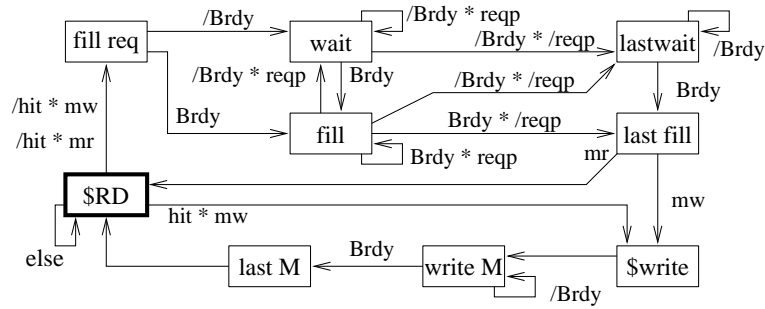 /Brdy
/Brdy * reqp
fill req
wait
/Brdy * /reqp
lastwait
/Brdy
/Brdy * reqp
Brdy
/Brdy * /reqp
Brdy
/hit * mw
Brdy
Brdy * /reqp
/hit * mr
fill
last fill
mr
Brdy * reqp
$RD
hit * mw
mw
else
Brdy
last M
write M
$write
/Brdy